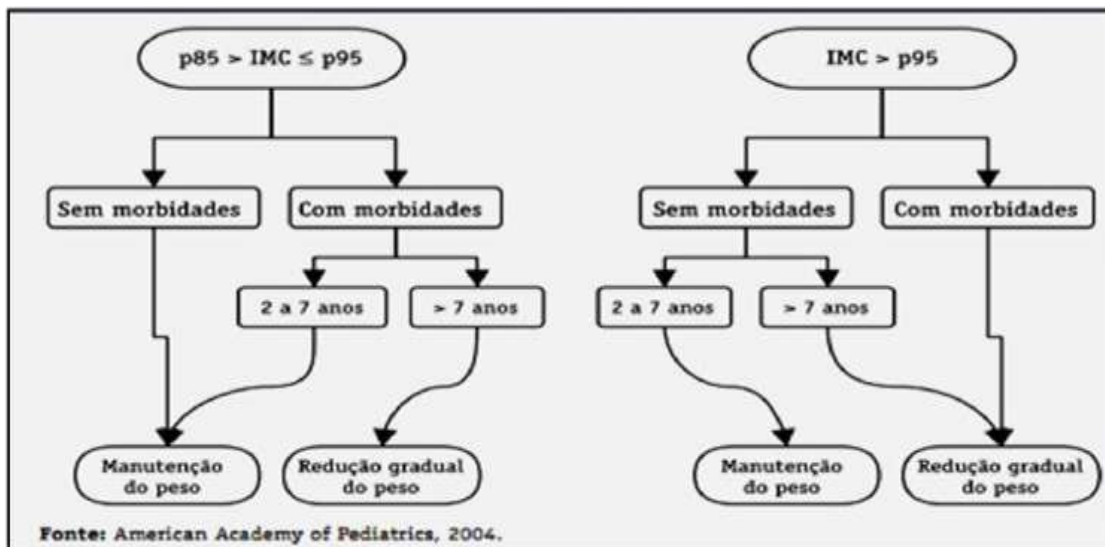 p85 > IMC ≤ p95
IMC > p95
Sem morbidades
Com morbidades
Sem morbidades
Com morbidades
2 a 7 anos
> 7 anos
2 a 7 anos
> 7 anos
Manutenção
do peso
Redução gradual
do peso
Manutenção
do peso
Redução gradual
do peso
Fonte: American Academy of Pediatrics, 2004.